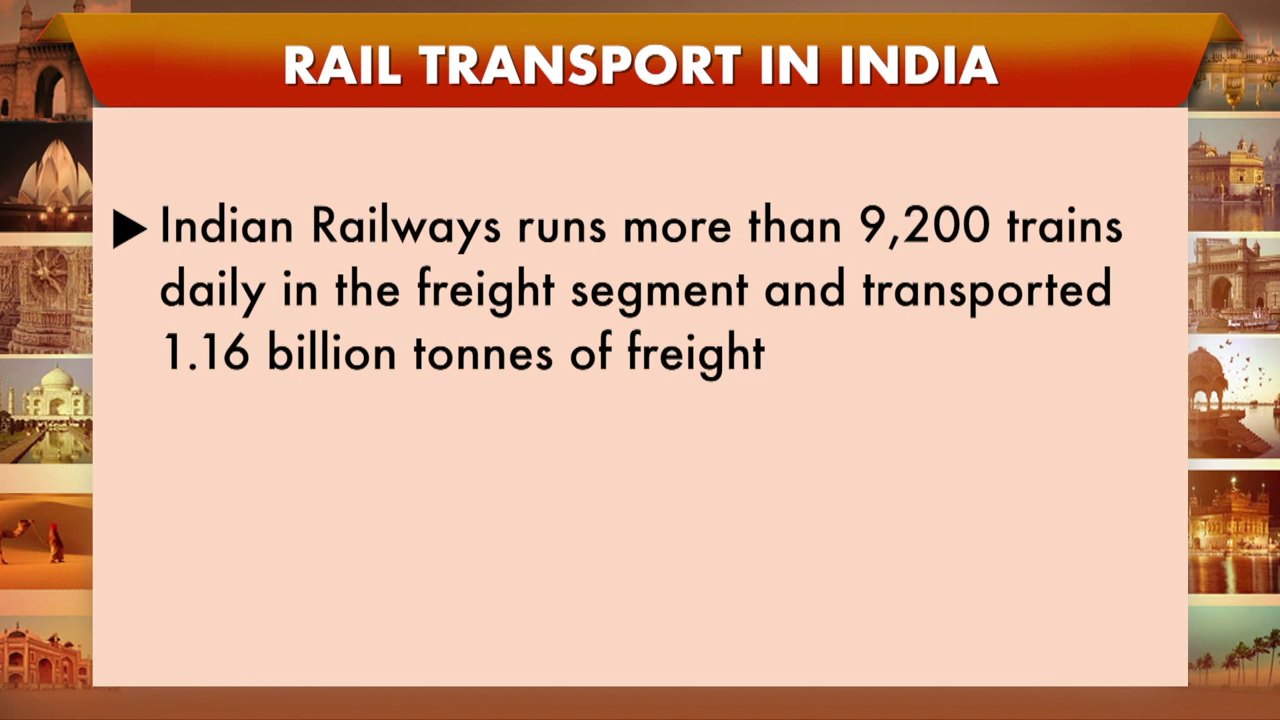 RAIL TRANSPORT IN INDIA
Indian Railways runs more than 9,200 trains
daily in the freight segment and transported
1.16 billion tonnes of freight